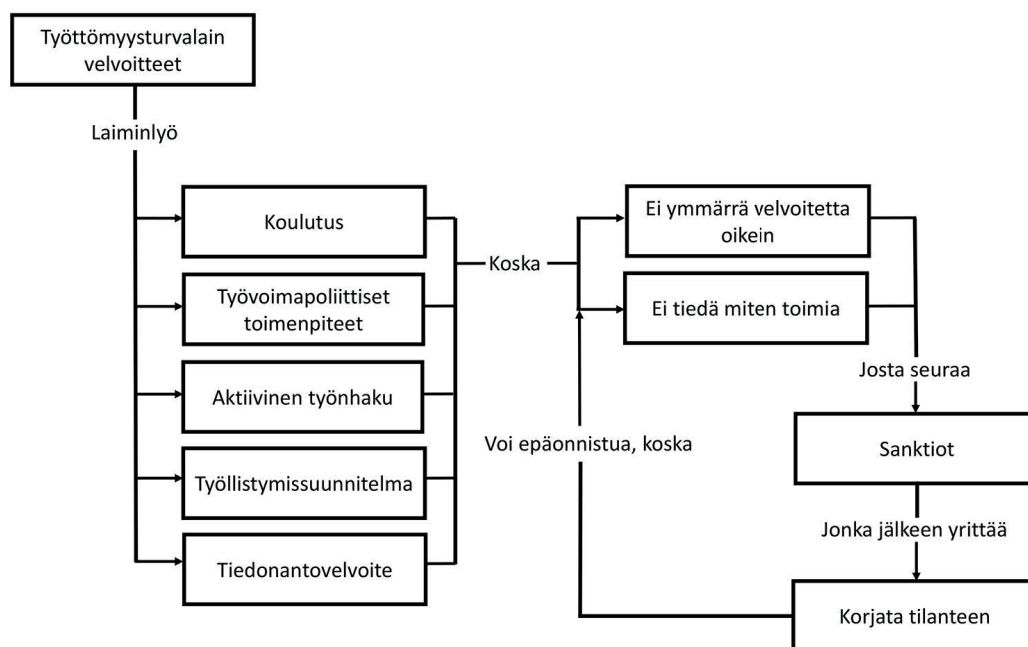 Työttömyysturvalain
velvoitteet
Laiminlyö
Koulutus
Työvoimapoliittiset
toimenpiteet
Aktiivinen työnhaku
Työllistymissuunnitelma
Tiedonantovelvoite
Koska
Ei ymmärrä velvoitetta
oikein
Ei tiedä miten toimia
Josta seuraa
Sanktiot
Jonka jälkeen yrittää
Korjata tilanteen
Voi epäonnistua, koska